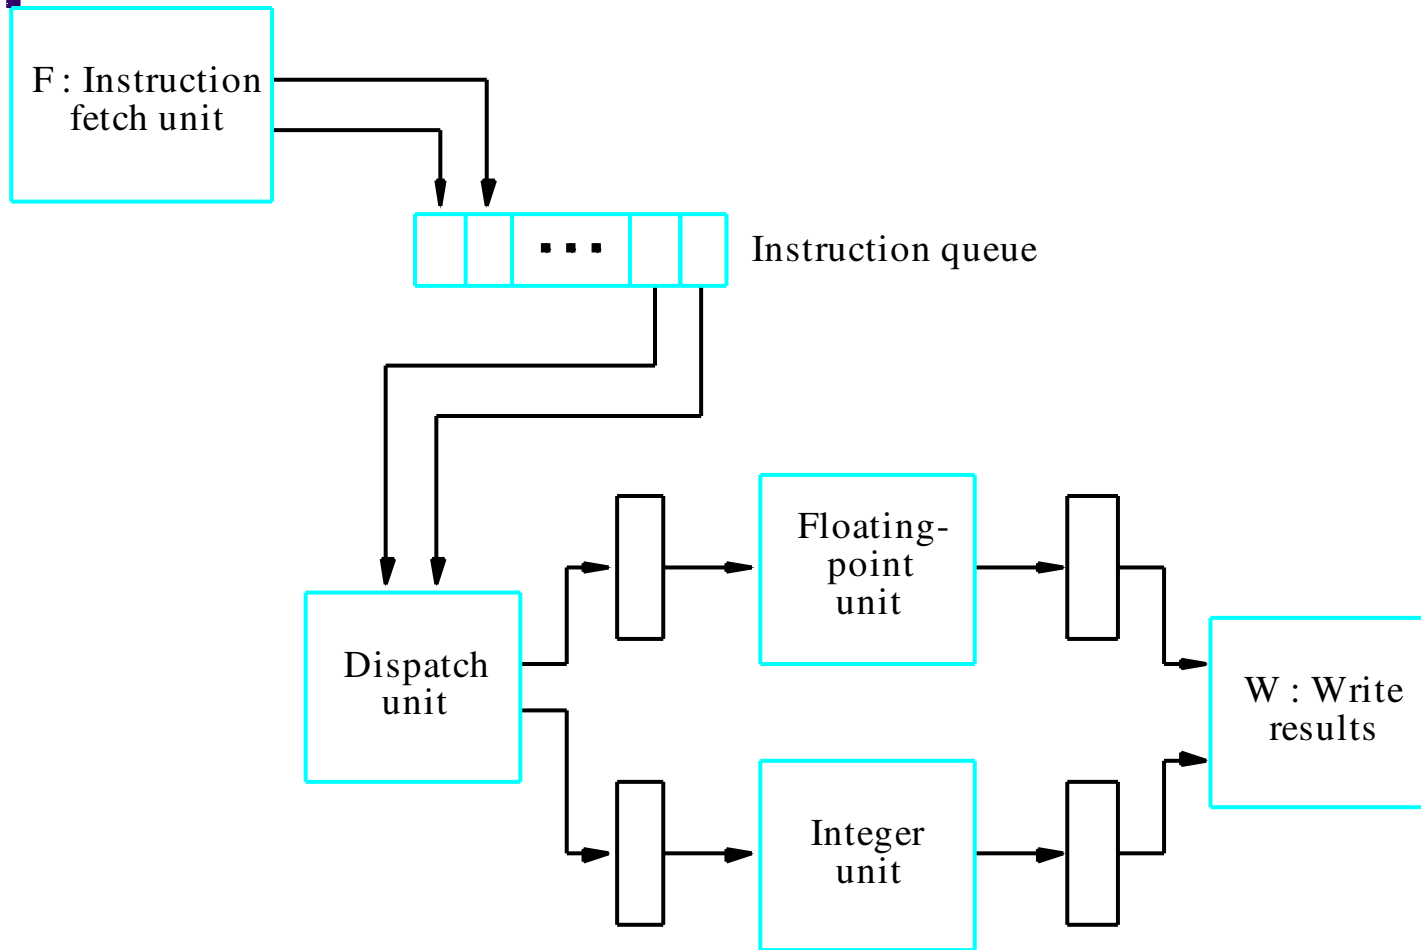 F : Instruction
fetch unit
Instruction queue
Floating-
point
unit
Dispatch
unit
W : Write
results
Integer
unit